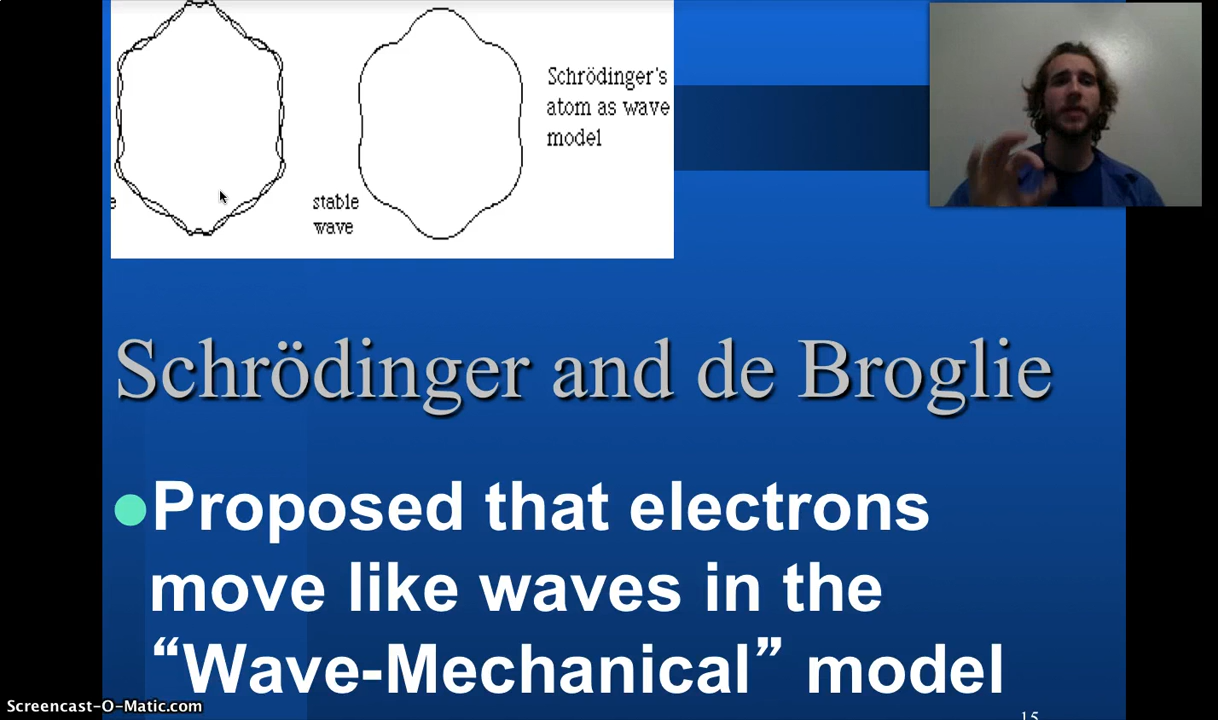 Schrödinger's
atom as wave
model
e
stable
wave
Schrödinger and de Broglie
Proposed that electrons
move like waves in the
“Wave-Mechanical” model
15
Screencast-O-Matic.com